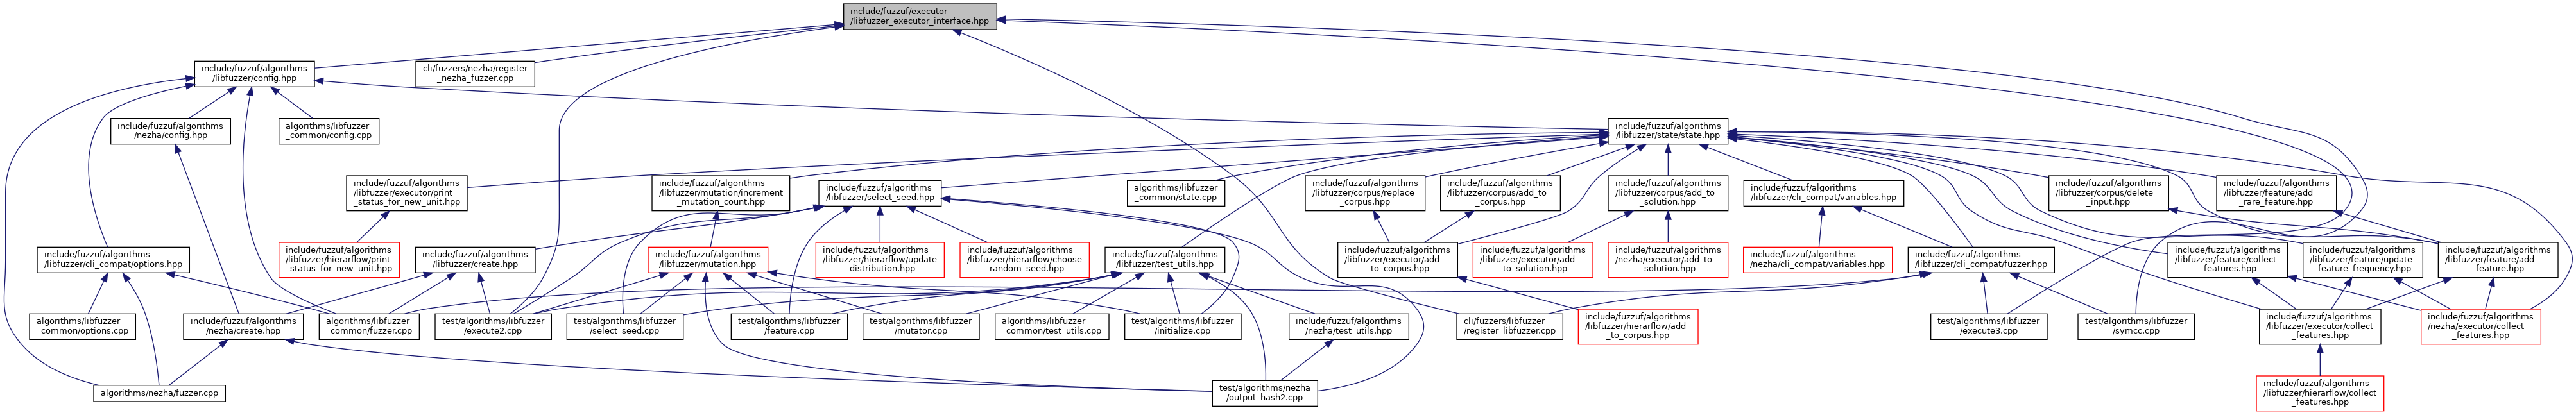 include/fuzzuf/executor
/libfuzzer_executor_interface.hpp
include/fuzzuf/algorithms
/libfuzzer/config.hpp
cli/fuzzers/nezha/register
_nezha_fuzzer.cpp
include/fuzzuf/algorithms
/nezha/config.hpp
algorithms/libfuzzer
_common/config.cpp
include/fuzzuf/algorithms
/libfuzzer/state/state.hpp
include/fuzzuf/algorithms
/libfuzzer/executor/print
_status_for_new_unit.hpp
include/fuzzuf/algorithms
/libfuzzer/mutation/increment
_mutation_count.hpp
include/fuzzuf/algorithms
/libfuzzer/select_seed.hpp
algorithms/libfuzzer
_common/state.cpp
include/fuzzuf/algorithms
/libfuzzer/corpus/replace
_corpus.hpp
include/fuzzuf/algorithms
/libfuzzer/corpus/add_to
_corpus.hpp
include/fuzzuf/algorithms
/libfuzzer/corpus/add_to
_solution.hpp
include/fuzzuf/algorithms
/libfuzzer/cli_compat/variables.hpp
include/fuzzuf/algorithms
/libfuzzer/corpus/delete
_input.hpp
include/fuzzuf/algorithms
/libfuzzer/feature/add
_rare_feature.hpp
include/fuzzuf/algorithms
/libfuzzer/cli_compat/options.hpp
include/fuzzuf/algorithms
/libfuzzer/hierarflow/print
_status_for_new_unit.hpp
include/fuzzuf/algorithms
/libfuzzer/create.hpp
include/fuzzuf/algorithms
/libfuzzer/mutation.hpp
include/fuzzuf/algorithms
/libfuzzer/hierarflow/update
_distribution.hpp
include/fuzzuf/algorithms
/libfuzzer/hierarflow/choose
_random_seed.hpp
include/fuzzuf/algorithms
/libfuzzer/test_utils.hpp
include/fuzzuf/algorithms
/libfuzzer/executor/add
_to_corpus.hpp
include/fuzzuf/algorithms
/libfuzzer/executor/add
_to_solution.hpp
include/fuzzuf/algorithms
/nezha/executor/add_to
_solution.hpp
include/fuzzuf/algorithms
/nezha/cli_compat/variables.hpp
include/fuzzuf/algorithms
/libfuzzer/cli_compat/fuzzer.hpp
include/fuzzuf/algorithms
/libfuzzer/feature/collect
_features.hpp
include/fuzzuf/algorithms
/libfuzzer/feature/update
_feature_frequency.hpp
include/fuzzuf/algorithms
/libfuzzer/feature/add
_feature.hpp
algorithms/libfuzzer
_common/options.cpp
include/fuzzuf/algorithms
/nezha/create.hpp
algorithms/libfuzzer
_common/fuzzer.cpp
test/algorithms/libfuzzer
/execute2.cpp
test/algorithms/libfuzzer
/select_seed.cpp
test/algorithms/libfuzzer
/feature.cpp
test/algorithms/libfuzzer
/mutator.cpp
algorithms/libfuzzer
_common/test_utils.cpp
test/algorithms/libfuzzer
/initialize.cpp
include/fuzzuf/algorithms
/nezha/test_utils.hpp
cli/fuzzers/libfuzzer
/register_libfuzzer.cpp
include/fuzzuf/algorithms
/libfuzzer/hierarflow/add
_to_corpus.hpp
test/algorithms/libfuzzer
/execute3.cpp
test/algorithms/libfuzzer
/symcc.cpp
include/fuzzuf/algorithms
/libfuzzer/executor/collect
_features.hpp
include/fuzzuf/algorithms
/nezha/executor/collect
_features.hpp
algorithms/nezha/fuzzer.cpp
test/algorithms/nezha
/output_hash2.cpp
include/fuzzuf/algorithms
/libfuzzer/hierarflow/collect
_features.hpp